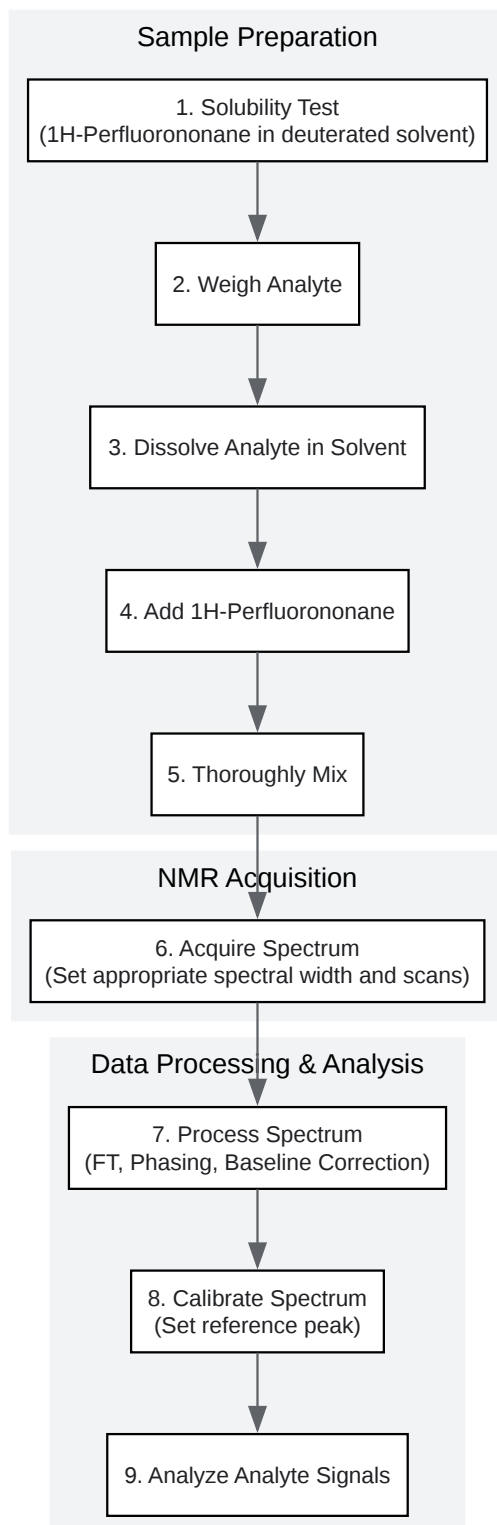 Sample Preparation
1. Solubility Test
(1H-Perfluorononane in deuterated solvent)
2. Weigh Analyte
3. Dissolve Analyte in Solvent
4. Add 1H-Perfluorononane
5. Thoroughly Mix
NMR Acquisition
6. Acquire Spectrum
(Set appropriate spectral width and scans)
Data Processing & Analysis
7. Process Spectrum
(FT, Phasing, Baseline Correction)
8. Calibrate Spectrum
(Set reference peak)
9. Analyze Analyte Signals